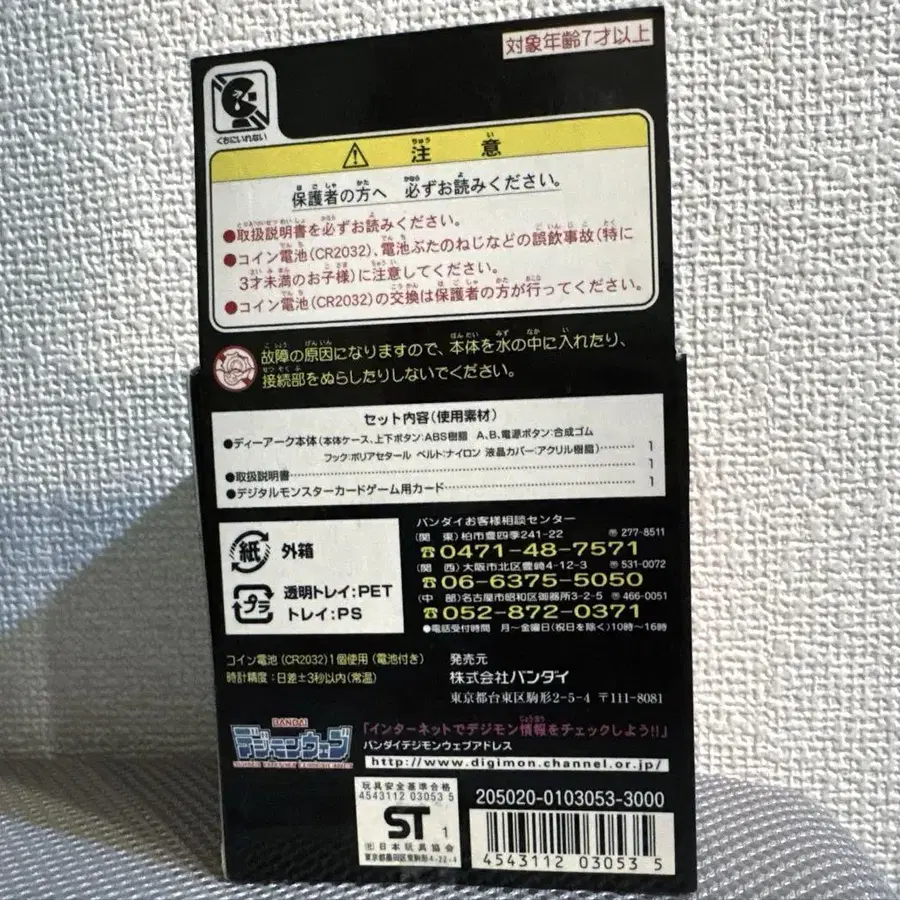 対象年齢7才以上
くちにいれない
注意
保護者の方へ 必ずお読みください。
●取扱説明書を必ずお読みください。
●コイン電池(CR2032)、電池ぶたのねじなどの誤飲事故(特に
3才未満のお子様)に注意してください。
●コイン電池(CR2032)の交換は保護者の方が行ってください。
故障の原因になりますので、本体を水の中に入れたり、
接続部をぬらしたりしないでください。
セット内容(使用素材)
●ディーアーク本体(本体ケース、上下ボタン:ABS樹脂 A、B、電源ボタン:合成ゴム
フック:ポリアセタール ベルト:ナイロン 液晶カバー:アクリル樹脂)………1
●取扱説明書………1
●デジタルモンスターカードゲーム用カード………1
紙 外箱
プラ 透明トレイ:PET
トレイ:PS
バンダイお客様相談センター
(関 東)柏市豊四季241-22 〒277-8511
☎0471-48-7571
(関 西)大阪市北区豊崎4-12-3 〒531-0072
☎06-6375-5050
(中 部)名古屋市昭和区御器所3-2-5 〒466-0051
☎052-872-0371
●電話受付時間 月〜金曜日(祝日を除く)10時〜16時
コイン電池(CR2032)1個使用(電池付き)
時計精度:日差±3秒以内(常温)
発売元
株式会社バンダイ
東京都台東区駒形2-5-4 〒111-8081
BANDAI
デジモンウェブ
「インターネットでデジモン情報をチェックしよう!!」
バンダイデジモンウェブアドレス
http://www.digimon.channel.or.jp/
玩具安全基準合格
4543112 03053 5
ST 1
(社)日本玩具協会
東京都墨田区東駒形4-22-4
205020-0103053-3000
4543112 03053 5